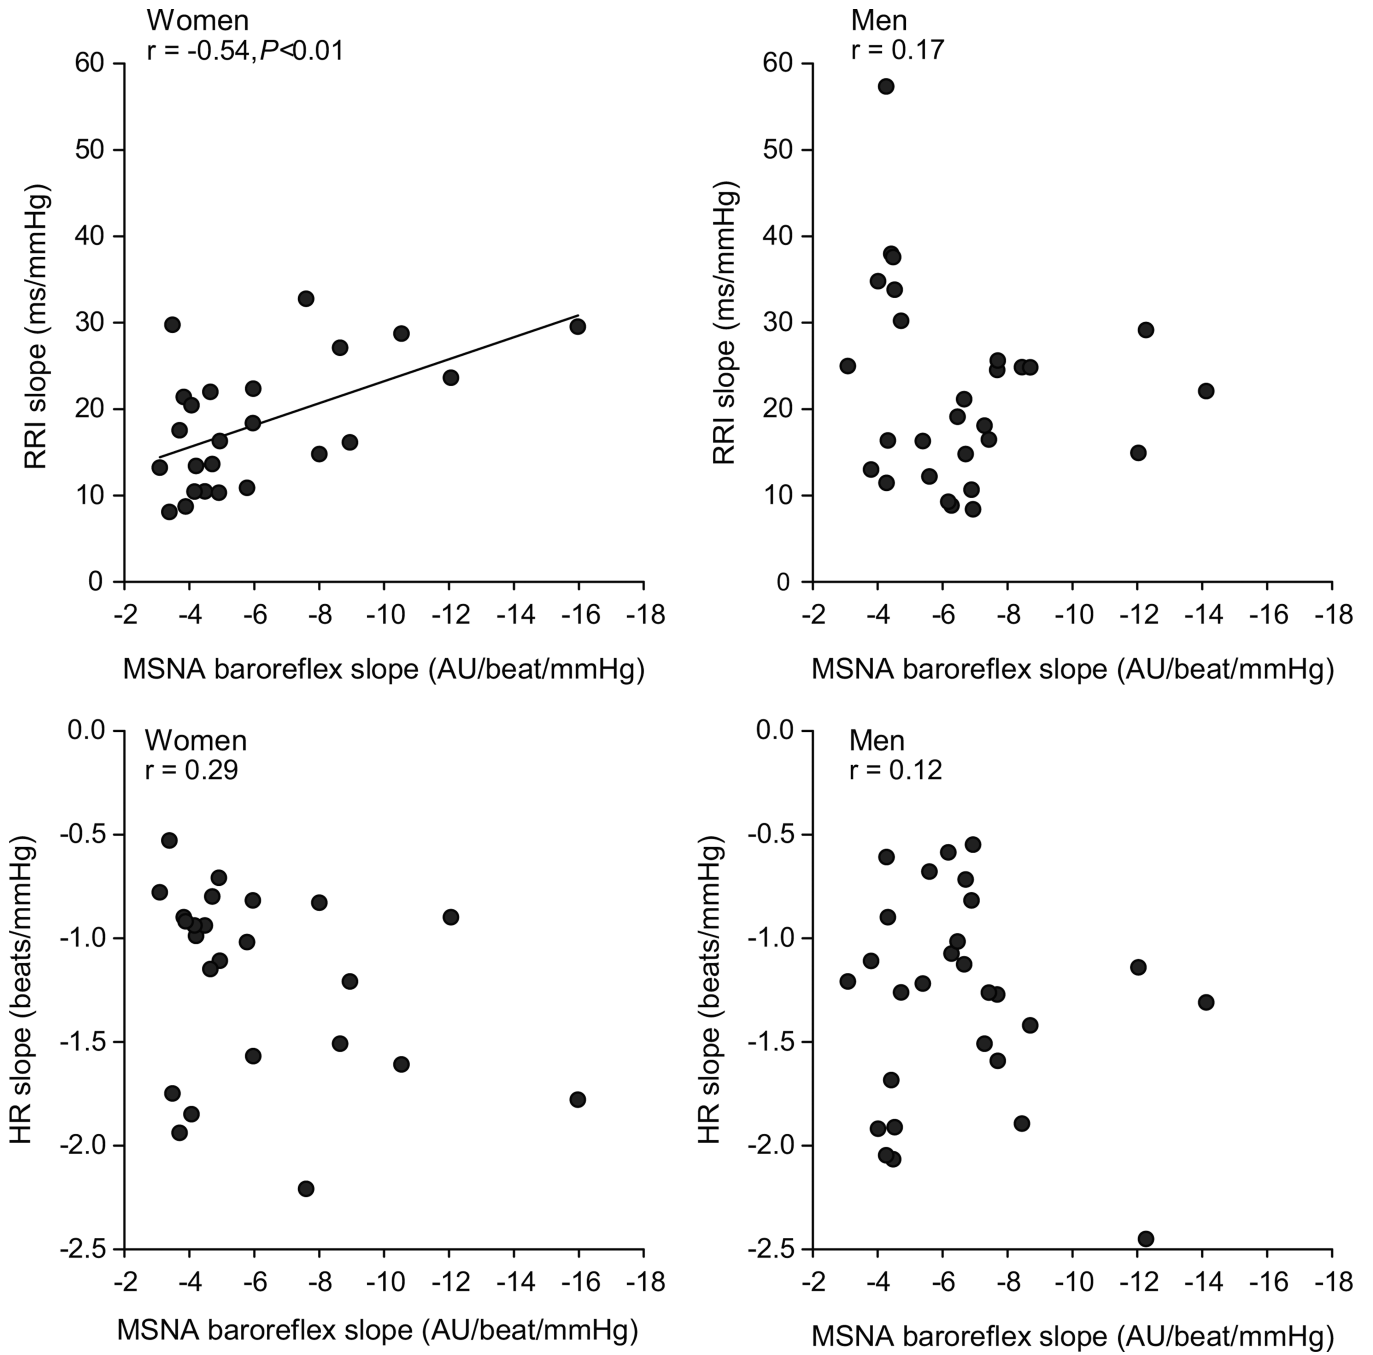 Women
r = -0.54, P<0.01
60
50
40
30
20
10
0
RRI slope (ms/mmHg)
-2 -4 -6 -8 -10 -12 -14 -16 -18
MSNA baroreflex slope (AU/beat/mmHg)
Men
r = 0.17
60
50
40
30
20
10
0
RRI slope (ms/mmHg)
-2 -4 -6 -8 -10 -12 -14 -16 -18
MSNA baroreflex slope (AU/beat/mmHg)
Women
r = 0.29
0.0
-0.5
-1.0
-1.5
-2.0
-2.5
HR slope (beats/mmHg)
-2 -4 -6 -8 -10 -12 -14 -16 -18
MSNA baroreflex slope (AU/beat/mmHg)
Men
r = 0.12
0.0
-0.5
-1.0
-1.5
-2.0
-2.5
HR slope (beats/mmHg)
-2 -4 -6 -8 -10 -12 -14 -16 -18
MSNA baroreflex slope (AU/beat/mmHg)